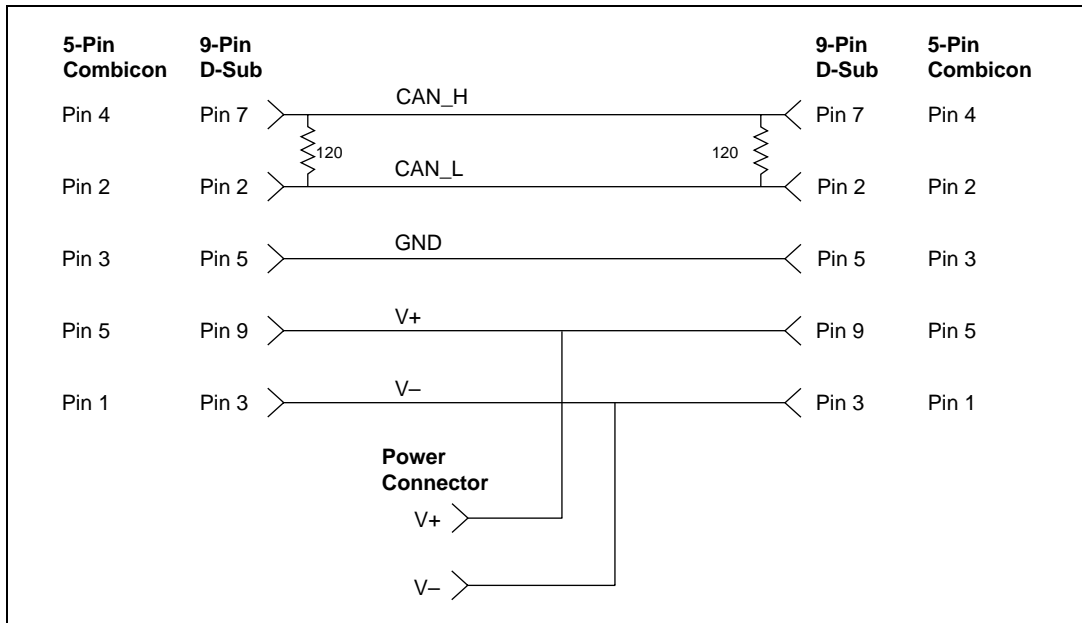 5-Pin Combicon 9-Pin D-Sub 9-Pin D-Sub 5-Pin Combicon
Pin 4 Pin 7 CAN_H Pin 7 Pin 4
120 120
Pin 2 Pin 2 CAN_L Pin 2 Pin 2
Pin 3 Pin 5 GND Pin 5 Pin 3
Pin 5 Pin 9 V+ Pin 9 Pin 5
Pin 1 Pin 3 V– Pin 3 Pin 1
Power
Connector
V+
V–